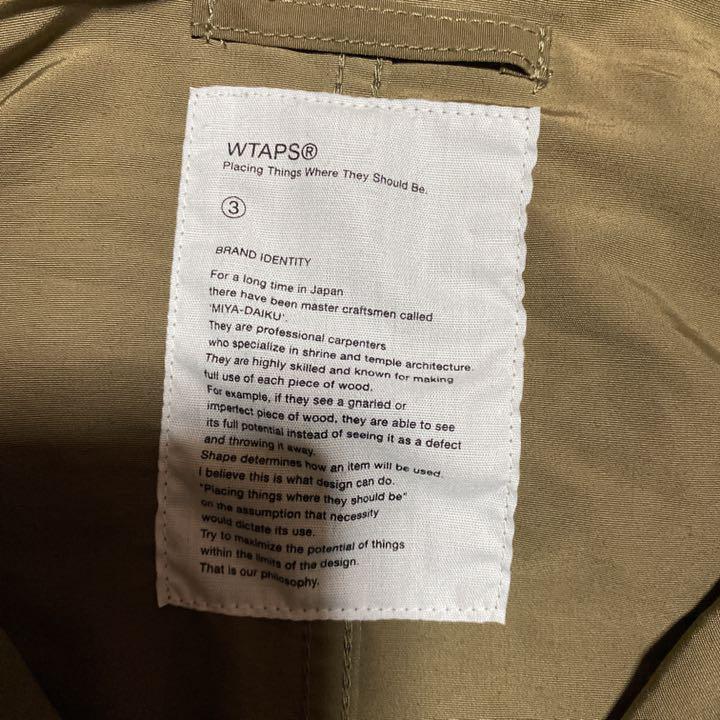 WTAPS®
Placing Things Where They Should Be.
③
BRAND IDENTITY
For a long time in Japan
there have been master craftsmen called
'MIYA-DAIKU'.
They are professional carpenters
who specialize in shrine and temple architecture.
They are highly skilled and known for making
full use of each piece of wood.
For example, if they see a gnarled or
imperfect piece of wood, they are able to see
its full potential instead of seeing it as a defect
and throwing it away.
Shape determines how an item will be used.
I believe this is what design can do.
"Placing things where they should be"
on the assumption that necessity
would dictate its use.
Try to maximize the potential of things
within the limits of the design.
That is our philosophy.